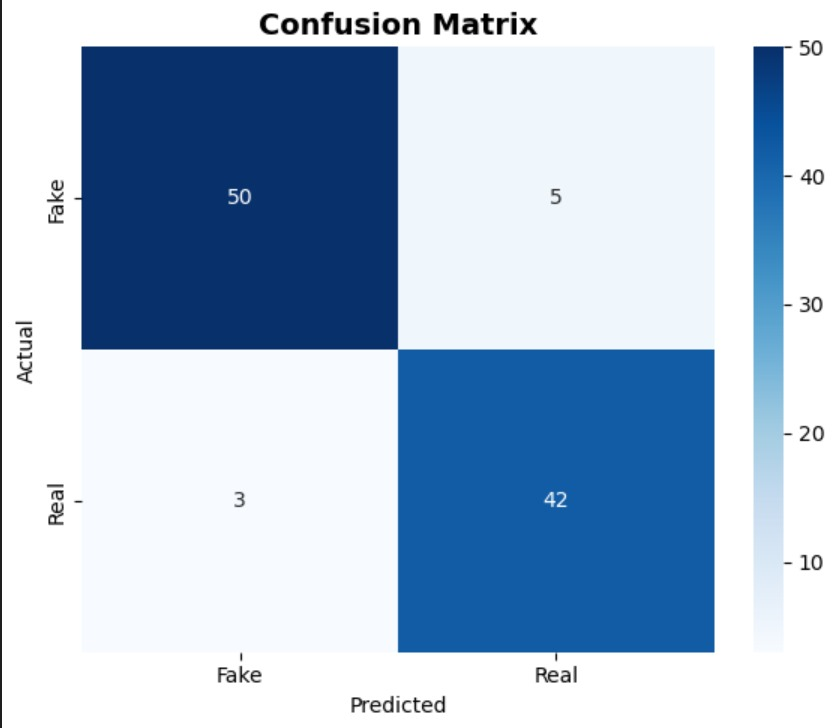 Confusion Matrix
Actual
Fake
50
5
Real
3
42
Fake
Real
Predicted
50
40
30
20
10